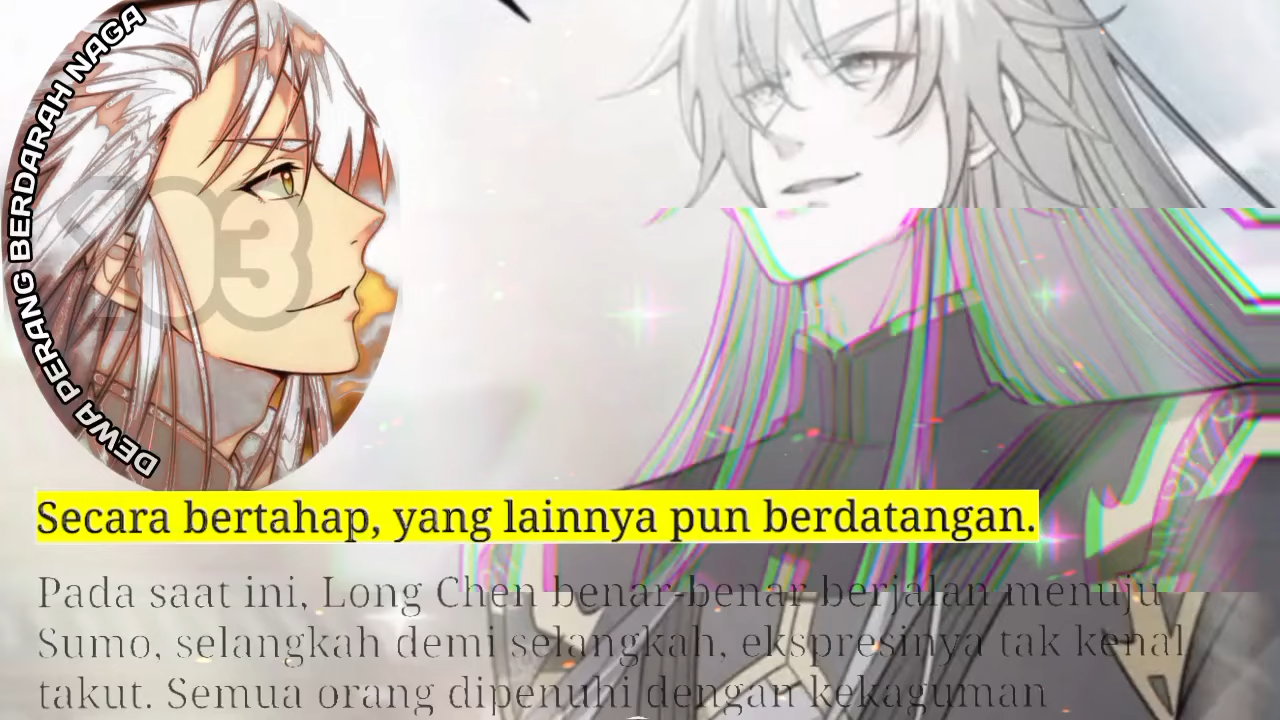 DEWA PERANG BERDARAH NAGA
103
Secara bertahap, yang lainnya pun berdatangan.
Pada saat ini, Long Chen benar-benar berjalan menuju
Sumo, selangkah demi selangkah, ekspresinya tak kenal
takut. Semua orang dipenuhi dengan kekaguman